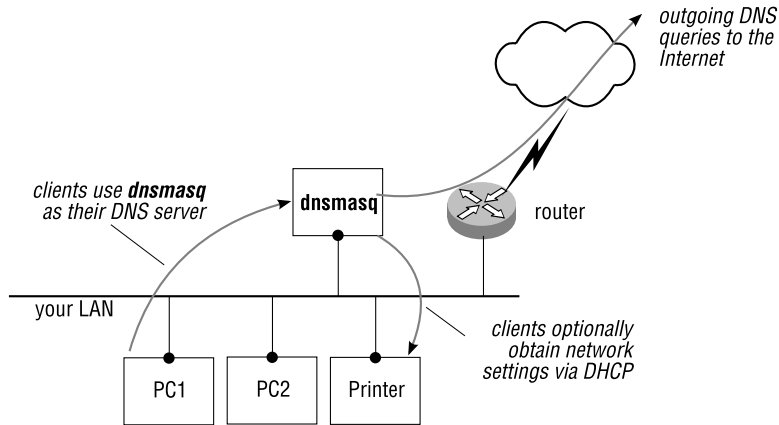 outgoing DNS
queries to the
Internet
clients use dnsmasq
as their DNS server
dnsmasq
router
your LAN
clients optionally
obtain network
settings via DHCP
PC1
PC2
Printer